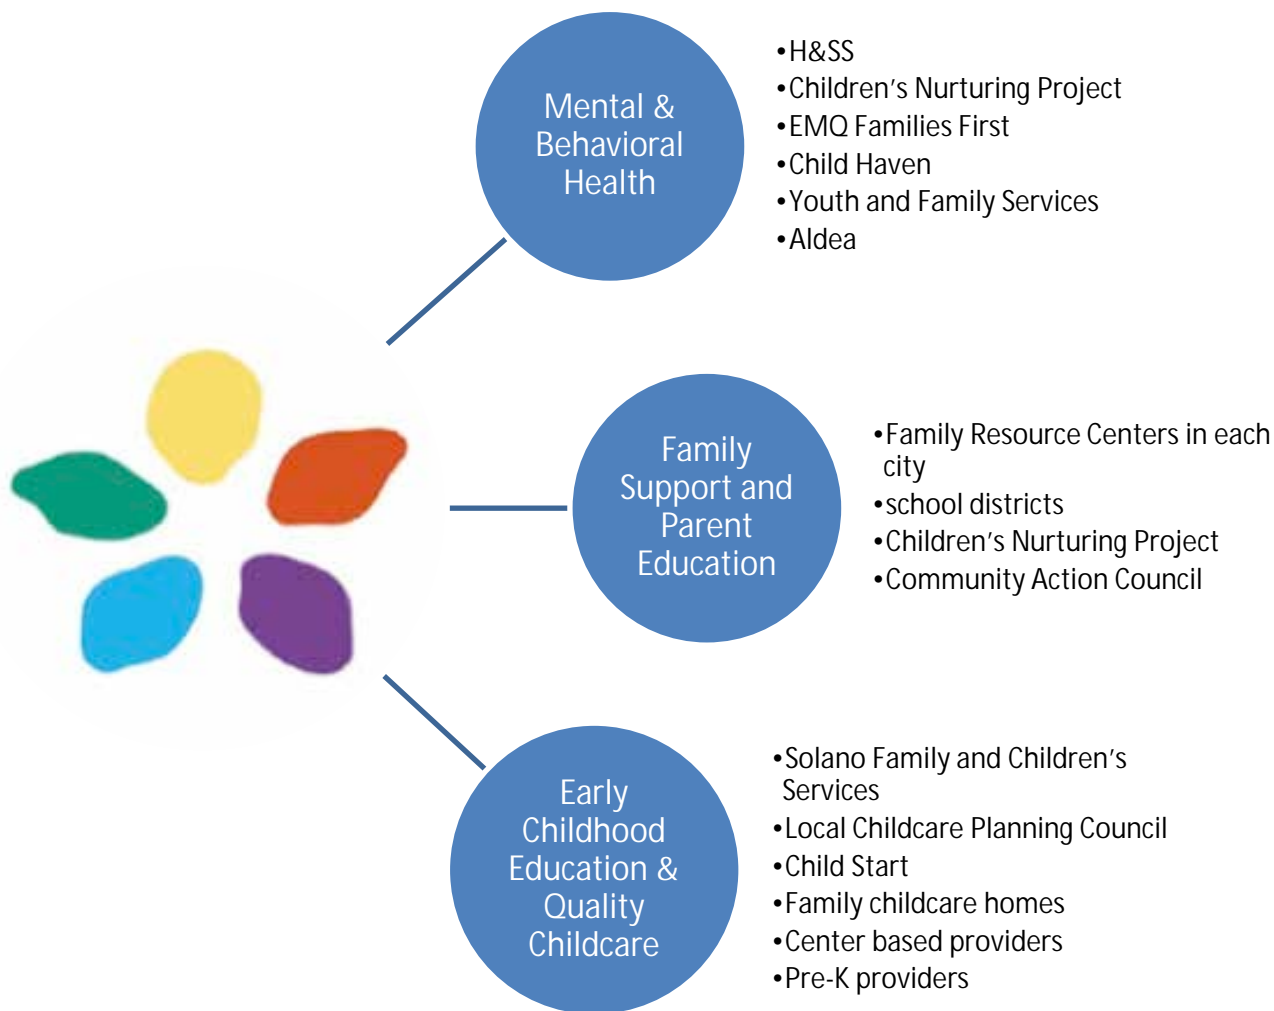 Mental &
Behavioral
Health
•H&SS
•Children's Nurturing Project
•EMQ Families First
•Child Haven
•Youth and Family Services
•Aldea
Family
Support and
Parent
Education
•Family Resource Centers in each
city
•school districts
•Children's Nurturing Project
•Community Action Council
Early
Childhood
Education &
Quality
Childcare
•Solano Family and Children's
Services
•Local Childcare Planning Council
•Child Start
•Family childcare homes
•Center based providers
•Pre-K providers